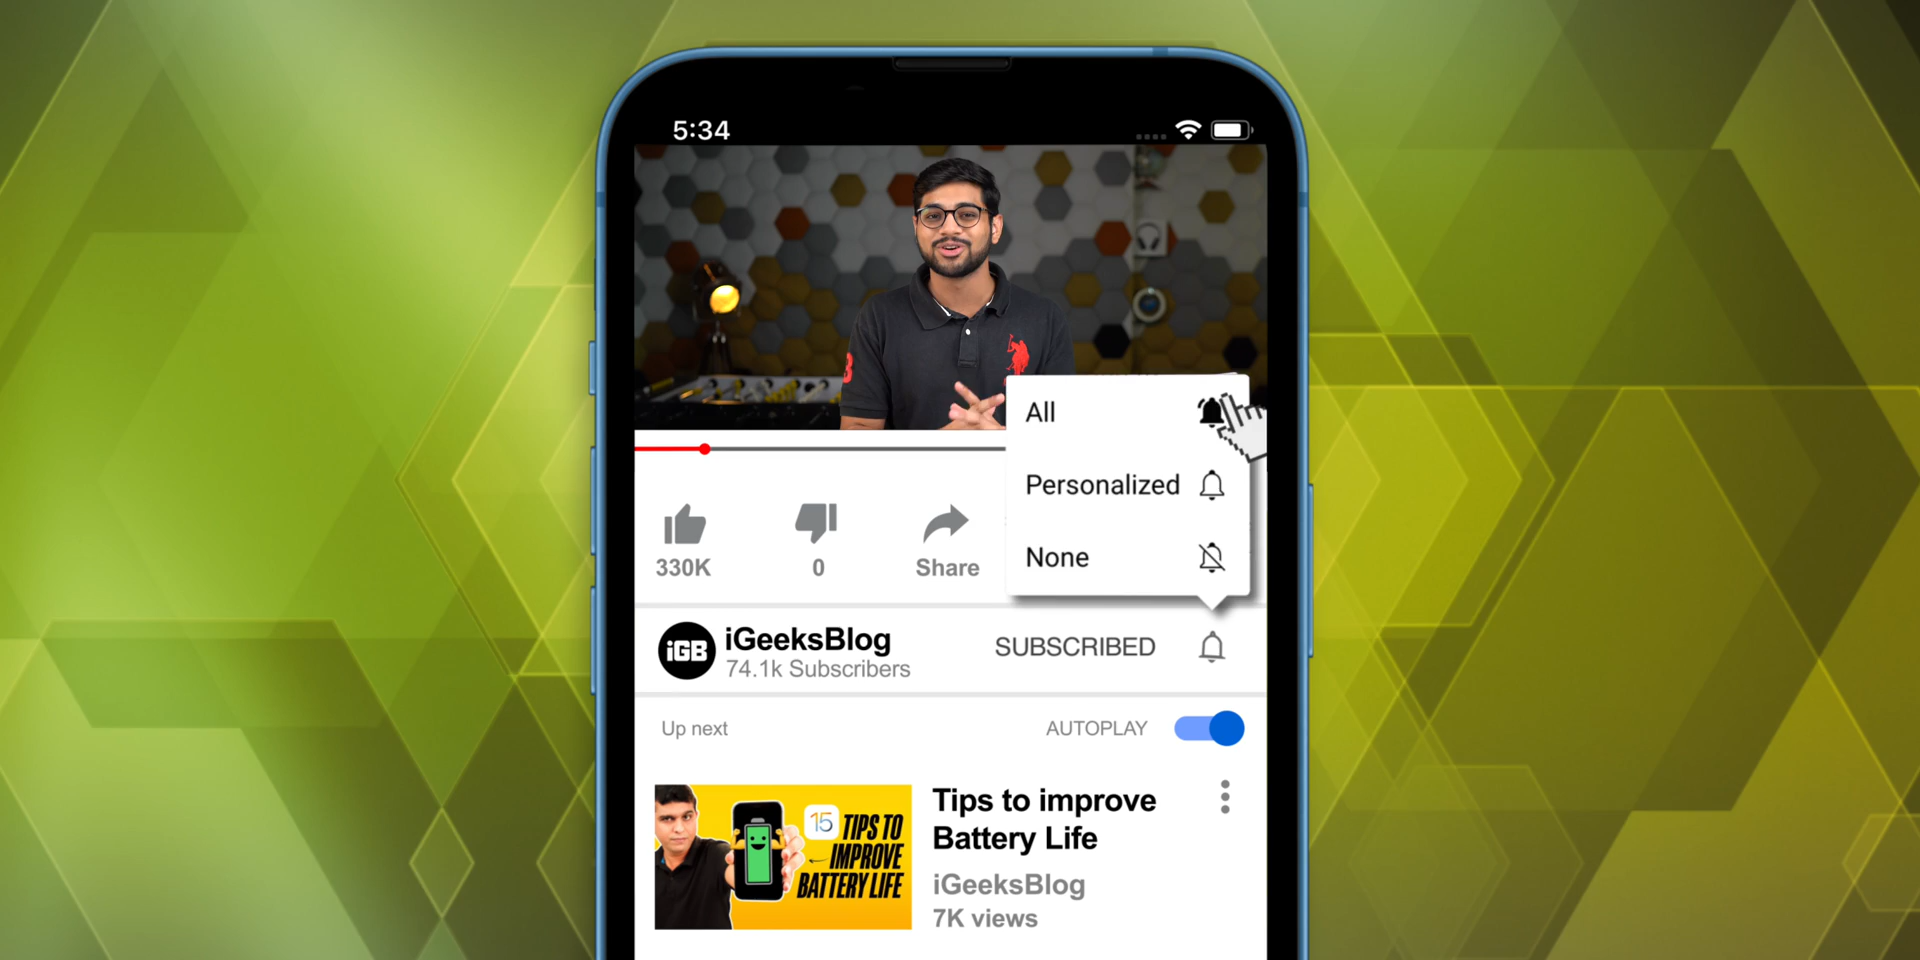 5:34
All
Personalized
None
330K
0
Share
iGB
iGeeksBlog
74.1k Subscribers
SUBSCRIBED
Up next
AUTOPLAY
15
TIPS TO
IMPROVE
BATTERY LIFE
Tips to improve
Battery Life
iGeeksBlog
7K views
3